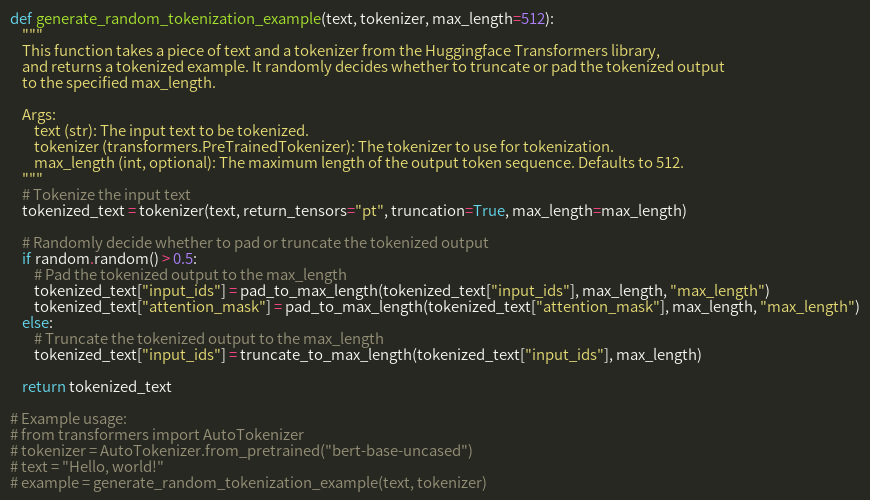 def generate_random_tokenization_example(text, tokenizer, max_length=512):
    """
    This function takes a piece of text and a tokenizer from the Huggingface Transformers library,
    and returns a tokenized example. It randomly decides whether to truncate or pad the tokenized output
    to the specified max_length.

    Args:
        text (str): The input text to be tokenized.
        tokenizer (transformers.PreTrainedTokenizer): The tokenizer to use for tokenization.
        max_length (int, optional): The maximum length of the output token sequence. Defaults to 512.
    """
    # Tokenize the input text
    tokenized_text = tokenizer(text, return_tensors="pt", truncation=True, max_length=max_length)

    # Randomly decide whether to pad or truncate the tokenized output
    if random.random() > 0.5:
        # Pad the tokenized output to the max_length
        tokenized_text["input_ids"] = pad_to_max_length(tokenized_text["input_ids"], max_length, "max_length")
        tokenized_text["attention_mask"] = pad_to_max_length(tokenized_text["attention_mask"], max_length, "max_length")
    else:
        # Truncate the tokenized output to the max_length
        tokenized_text["input_ids"] = truncate_to_max_length(tokenized_text["input_ids"], max_length)

    return tokenized_text

# Example usage:
# from transformers import AutoTokenizer
# tokenizer = AutoTokenizer.from_pretrained("bert-base-uncased")
# text = "Hello, world!"
# example = generate_random_tokenization_example(text, tokenizer)